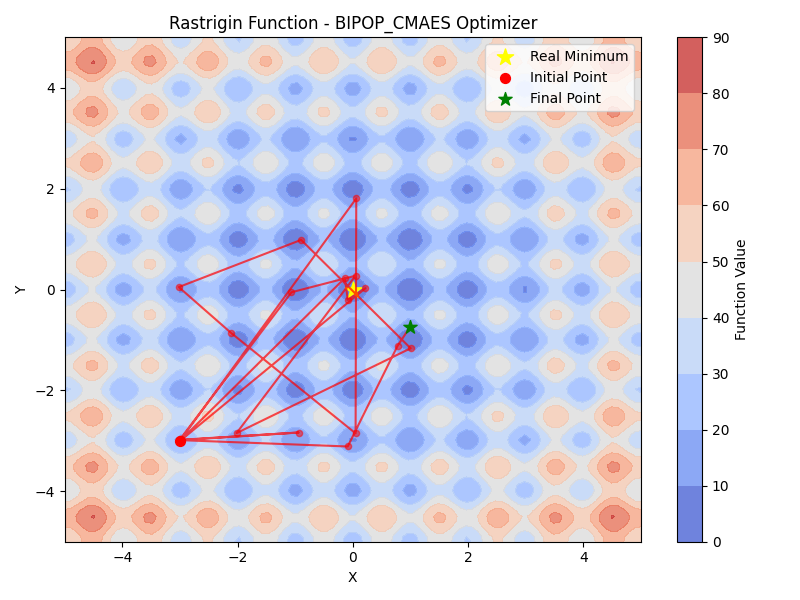 Rastrigin Function - BIPOP_CMAES Optimizer
Real Minimum
Initial Point
Final Point
4
2
0
−2
−4
Y
−4
−2
0
2
4
X
90
80
70
60
50
40
30
20
10
0
Function Value